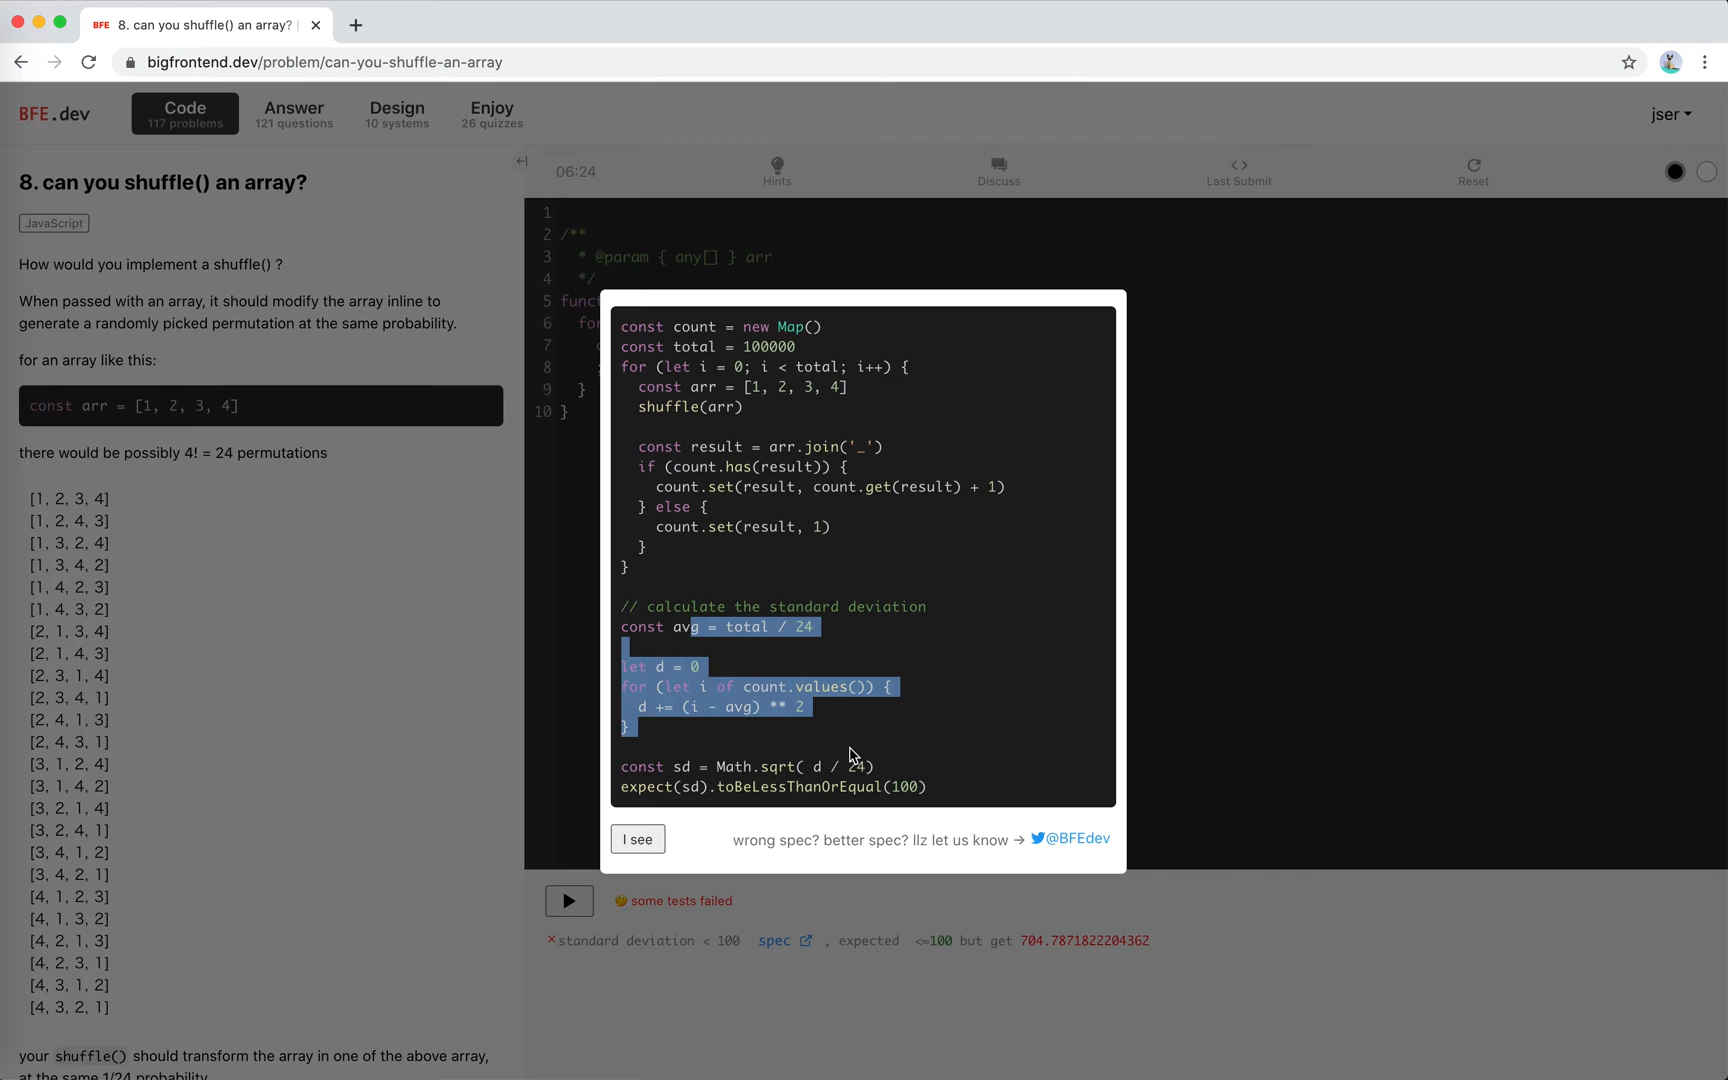 BFE 8. can you shuffle() an array? |
bigfrontend.dev/problem/can-you-shuffle-an-array
BFE.dev
Code
117 problems
Answer
121 questions
Design
10 systems
Enjoy
26 quizzes
jser
8. can you shuffle() an array?
JavaScript
How would you implement a shuffle() ?
When passed with an array, it should modify the array inline to
generate a randomly picked permutation at the same probability.
for an array like this:
const arr = [1, 2, 3, 4]
there would be possibly 4! = 24 permutations
[1, 2, 3, 4]
[1, 2, 4, 3]
[1, 3, 2, 4]
[1, 3, 4, 2]
[1, 4, 2, 3]
[1, 4, 3, 2]
[2, 1, 3, 4]
[2, 1, 4, 3]
[2, 3, 1, 4]
[2, 3, 4, 1]
[2, 4, 1, 3]
[2, 4, 3, 1]
[3, 1, 2, 4]
[3, 1, 4, 2]
[3, 2, 1, 4]
[3, 2, 4, 1]
[3, 4, 1, 2]
[3, 4, 2, 1]
[4, 1, 2, 3]
[4, 1, 3, 2]
[4, 2, 1, 3]
[4, 2, 3, 1]
[4, 3, 1, 2]
[4, 3, 2, 1]
your shuffle() should transform the array in one of the above array,
at the same 1/24 probability.
06:24
Hints
Discuss
Last Submit
Reset
1
2 /**
3 * @param { any[] } arr
4 */
5 func
6 for
7
8
9 }
10 }
const count = new Map()
const total = 100000
for (let i = 0; i < total; i++) {
const arr = [1, 2, 3, 4]
shuffle(arr)
const result = arr.join('_')
if (count.has(result)) {
count.set(result, count.get(result) + 1)
} else {
count.set(result, 1)
}
}
// calculate the standard deviation
const avg = total / 24
let d = 0
for (let i of count.values()) {
d += (i - avg) ** 2
}
const sd = Math.sqrt( d / 24)
expect(sd).toBeLessThanOrEqual(100)
I see
wrong spec? better spec? llz let us know → @BFEdev
some tests failed
×standard deviation < 100 spec , expected <=100 but get 704.7871822204362